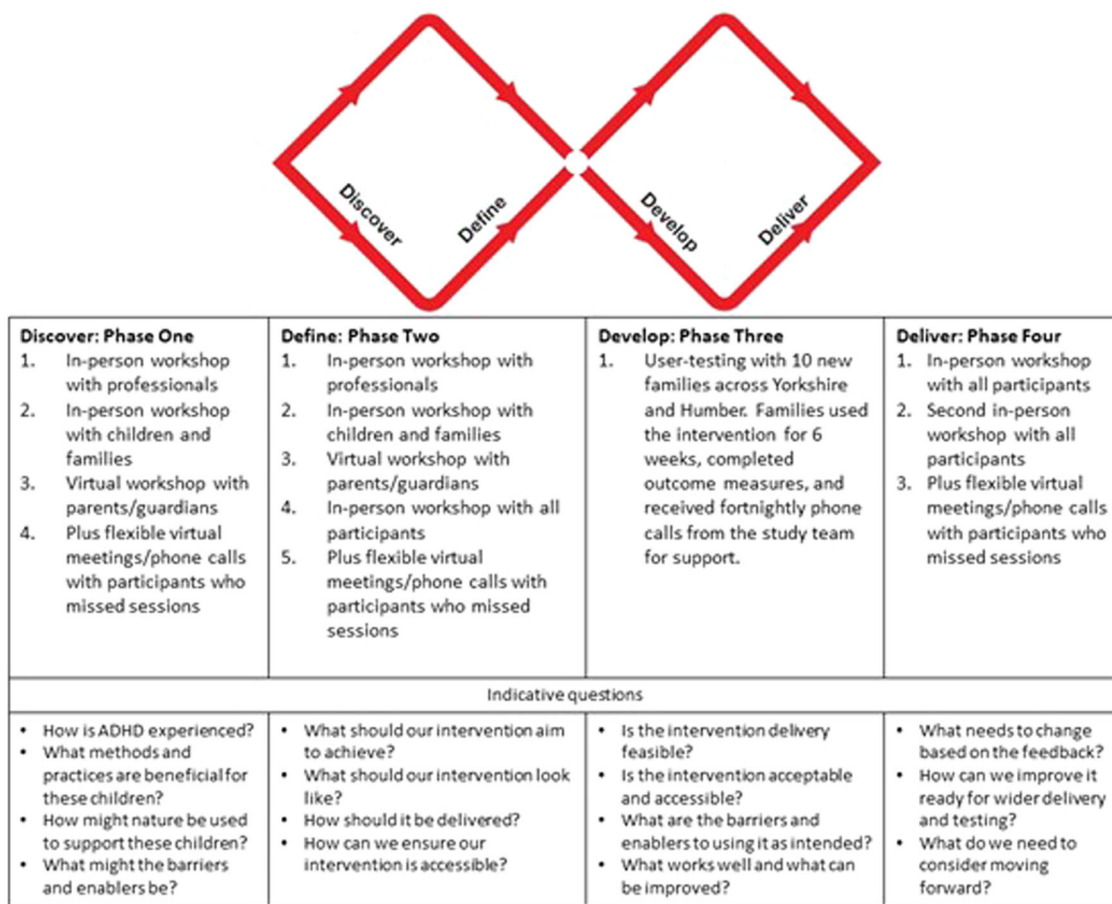 Discover
Define
Develop
Deliver
Discover: Phase One
1. In-person workshop
with professionals
2. In-person workshop
with children and
families
3. Virtual workshop with
parents/guardians
4. Plus flexible virtual
meetings/phone calls
with participants who
missed sessions
Define: Phase Two
1. In-person workshop with
professionals
2. In-person workshop with
children and families
3. Virtual workshop with
parents/guardians
4. In-person workshop with all
participants
5. Plus flexible virtual
meetings/phone calls with
participants who missed
sessions
Develop: Phase Three
1. User-testing with 10 new
families across Yorkshire
and Humber. Families used
the intervention for 6
weeks, completed
outcome measures, and
received fortnightly phone
calls from the study team
for support.
Deliver: Phase Four
1. In-person workshop
with all participants
2. Second in-person
workshop with all
participants
3. Plus flexible virtual
meetings/phone calls
with participants who
missed sessions
Indicative questions
• How is ADHD experienced?
• What methods and
practices are beneficial for
these children?
• How might nature be used
to support these children?
• What might the barriers
and enablers be?
• What should our intervention aim
to achieve?
• What should our intervention look
like?
• How should it be delivered?
• How can we ensure our
intervention is accessible?
• Is the intervention delivery
feasible?
• Is the intervention acceptable
and accessible?
• What are the barriers and
enablers to using it as intended?
• What works well and what can
be improved?
• What needs to change
based on the feedback?
• How can we improve it
ready for wider delivery
and testing?
• What do we need to
consider moving
forward?